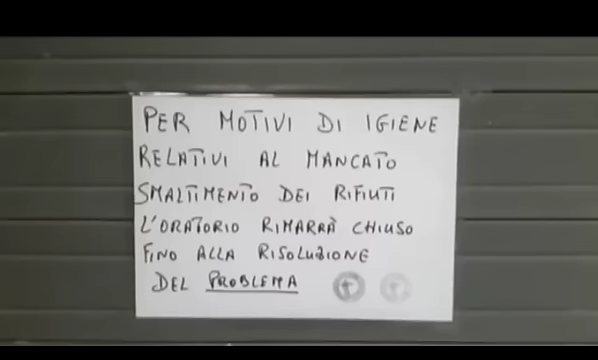 PER MOTIVI DI IGIENE
RELATIVI AL MANCATO
SMALTIMENTO DEI RIFIUTI
L'ORATORIO RIMARRÀ CHIUSO
FINO ALLA RISOLUZIONE
DEL PROBLEMA